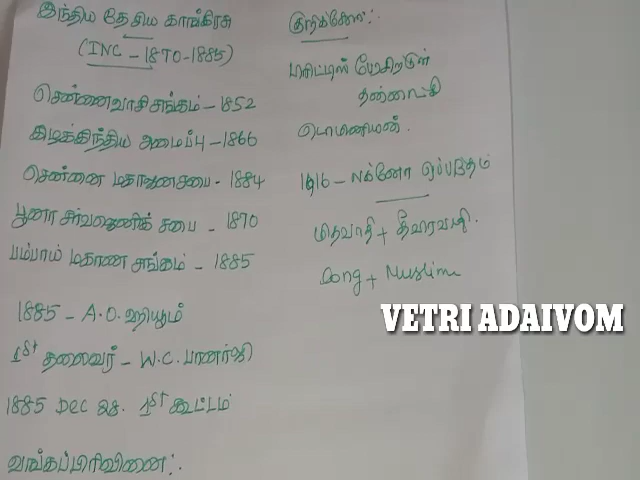 இந்திய தேசிய காங்கிரசு
(INC - 1870-1885)
சென்னைவாசி சங்கம் - 1852
கிழக்கிந்திய அமைப்பு - 1866
சென்னை மகாஜனசபை - 1884
பூனா சர்வஜனிக் சபை - 1870
பம்பாய் மகாண சங்கம் - 1885
1885 - A.O. ஹியூம்
1st தலைவர் - W.C. பானர்ஜி
1885 Dec 28. 1st கூட்டம்
வங்கப்பிரிவினை:.
குறிக்கோள்:.
பிரிட்டிஸ் பேரரசிலிருள்
தன்னாட்சி
டொமினியன்.
1916 - லக்னோ ஒப்பந்தம்
மிதவாதி + தீவிரவாதி.
Cong + Muslim
VETRI ADAIVOM